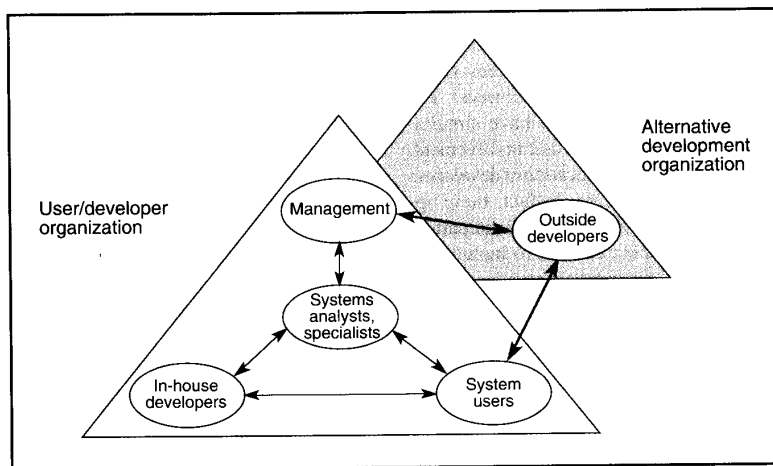 Alternative
development
organization
User/developer
organization
Management
Outside
developers
Systems
analysts,
specialists
In-house
developers
System
users